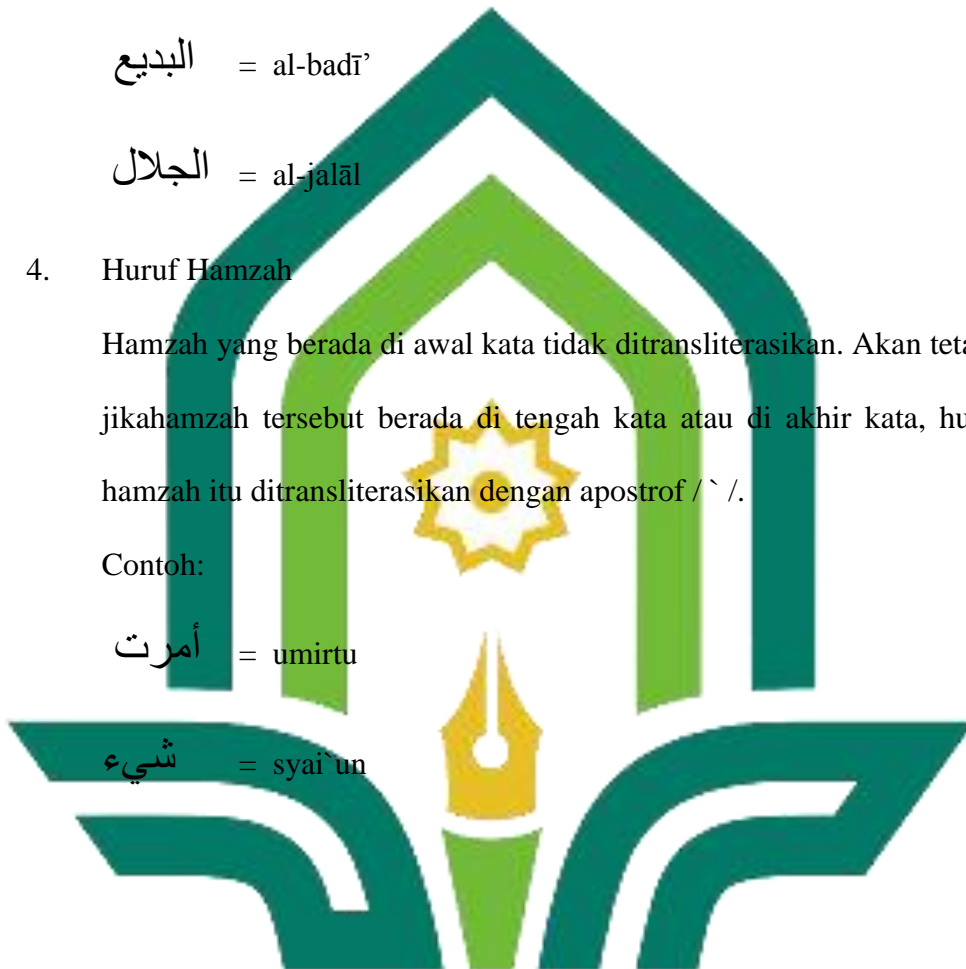 البديع = al-badī’
الجلال = al-jalāl
4. Huruf Hamzah
Hamzah yang berada di awal kata tidak ditransliterasikan. Akan
jikahamzah tersebut berada di tengah kata atau di akhir kata,
hamzah itu ditransliterasikan dengan apostrof / ` /.
Contoh:
أمرت = umirtu
شيء = syai`un